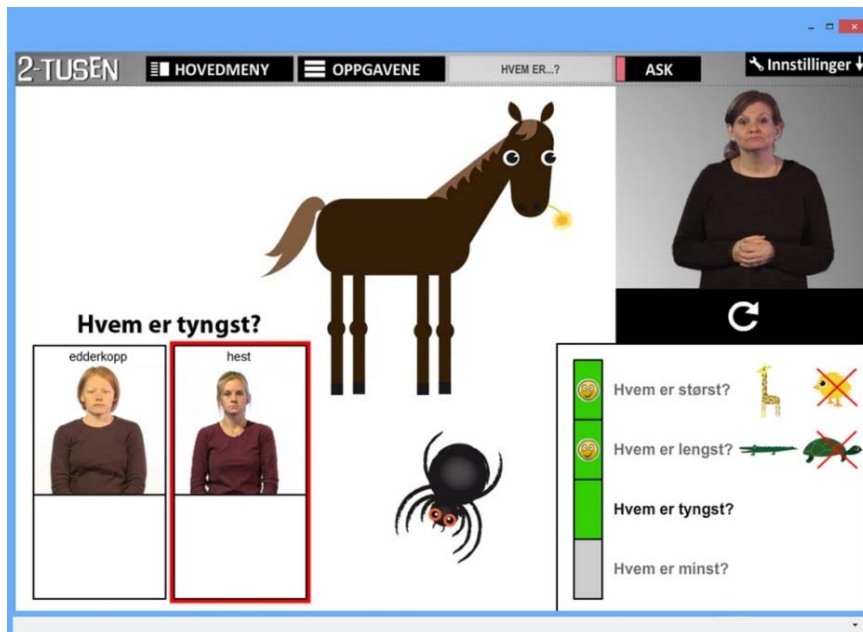 2-TUSEN
HOVEDMENY
OPPGAVENE
HVEM ER...?
ASK
Innstillinger
Hvem er tyngst?
edderkopp
hest
Hvem er størst?
Hvem er lengst?
Hvem er tyngst?
Hvem er minst?